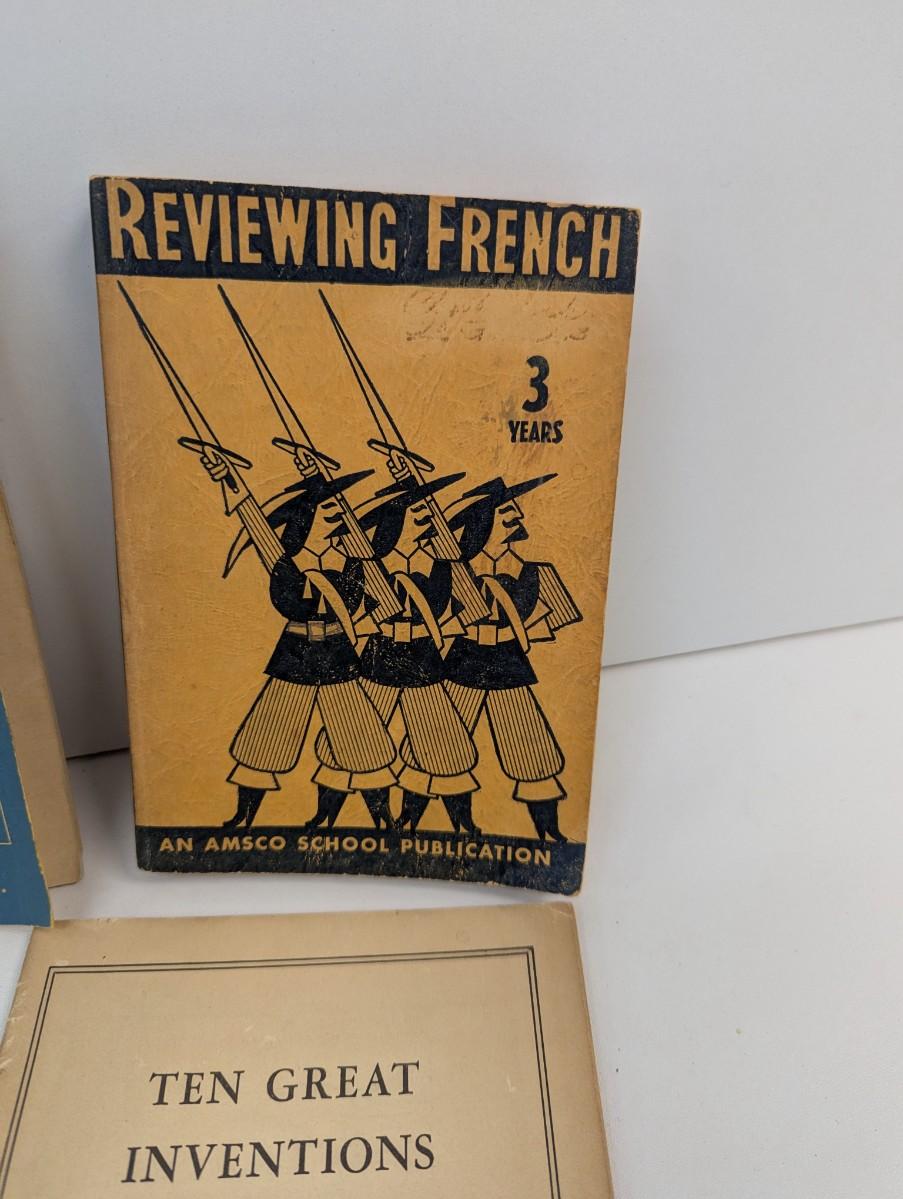 REVIEWING FRENCH
3
YEARS
AN AMSCO SCHOOL PUBLICATION
TEN GREAT
INVENTIONS